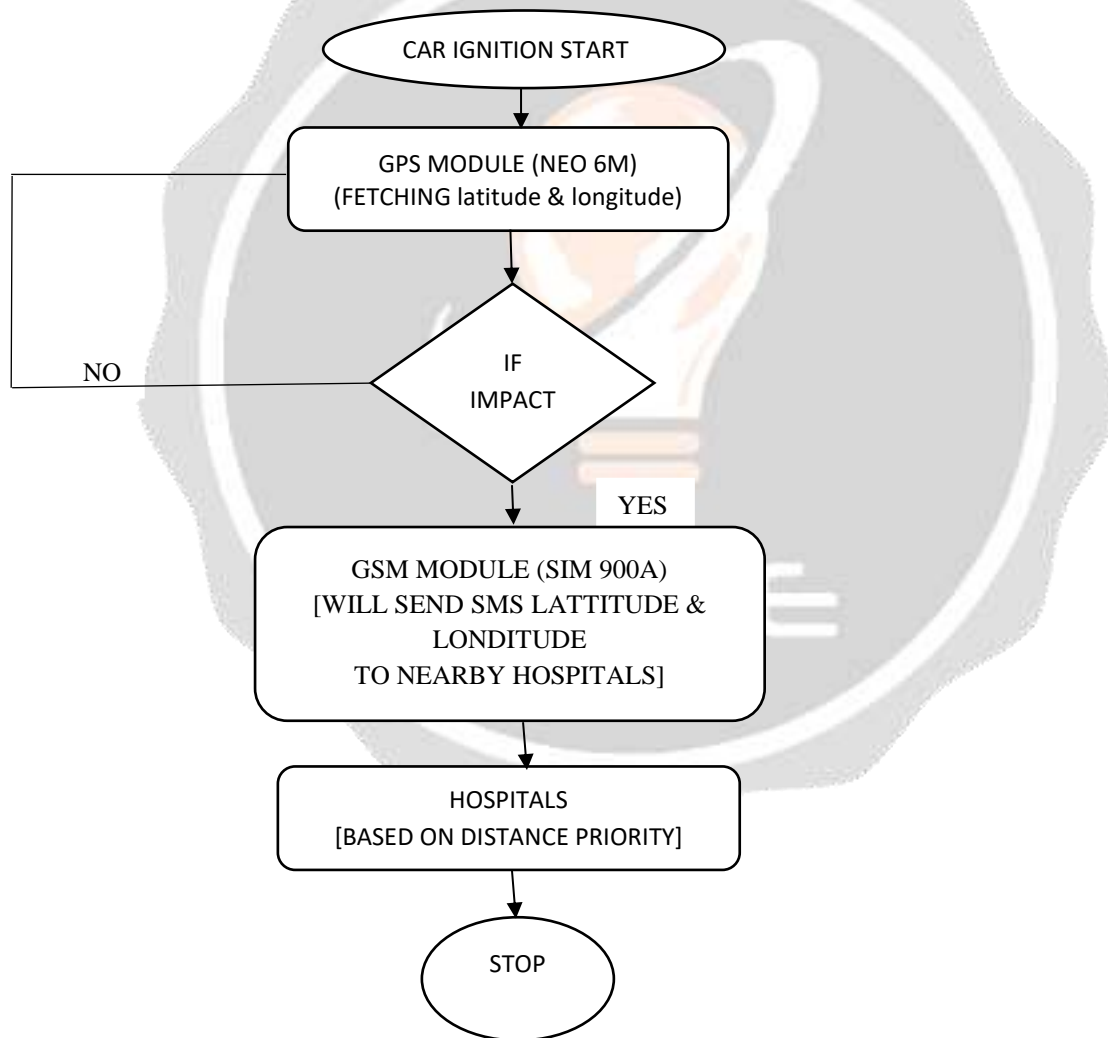 CAR IGNITION START
GPS MODULE (NEO 6M)
(FETCHING latitude & longitude)
IF
IMPACT
NO
YES
GSM MODULE (SIM 900A)
[WILL SEND SMS LATTITUDE &
LONDITUDE
TO NEARBY HOSPITALS]
HOSPITALS
[BASED ON DISTANCE PRIORITY]
STOP